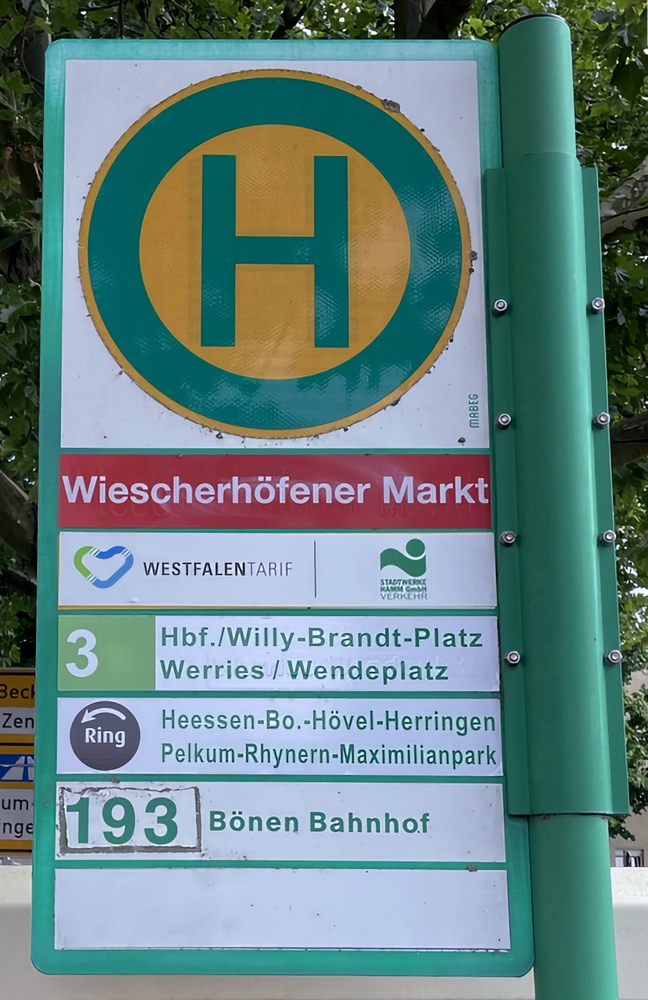 H
MABEG
Wiescherhöfener Markt
WESTFALENTARIF
STADTWERKE
HAMM GmbH
VERKEHR
3
Hbf./Willy-Brandt-Platz
Werries / Wendeplatz
Ring
Heessen-Bo.-Hövel-Herringen
Pelkum-Rhynern-Maximilianpark
193 Bönen Bahnhof